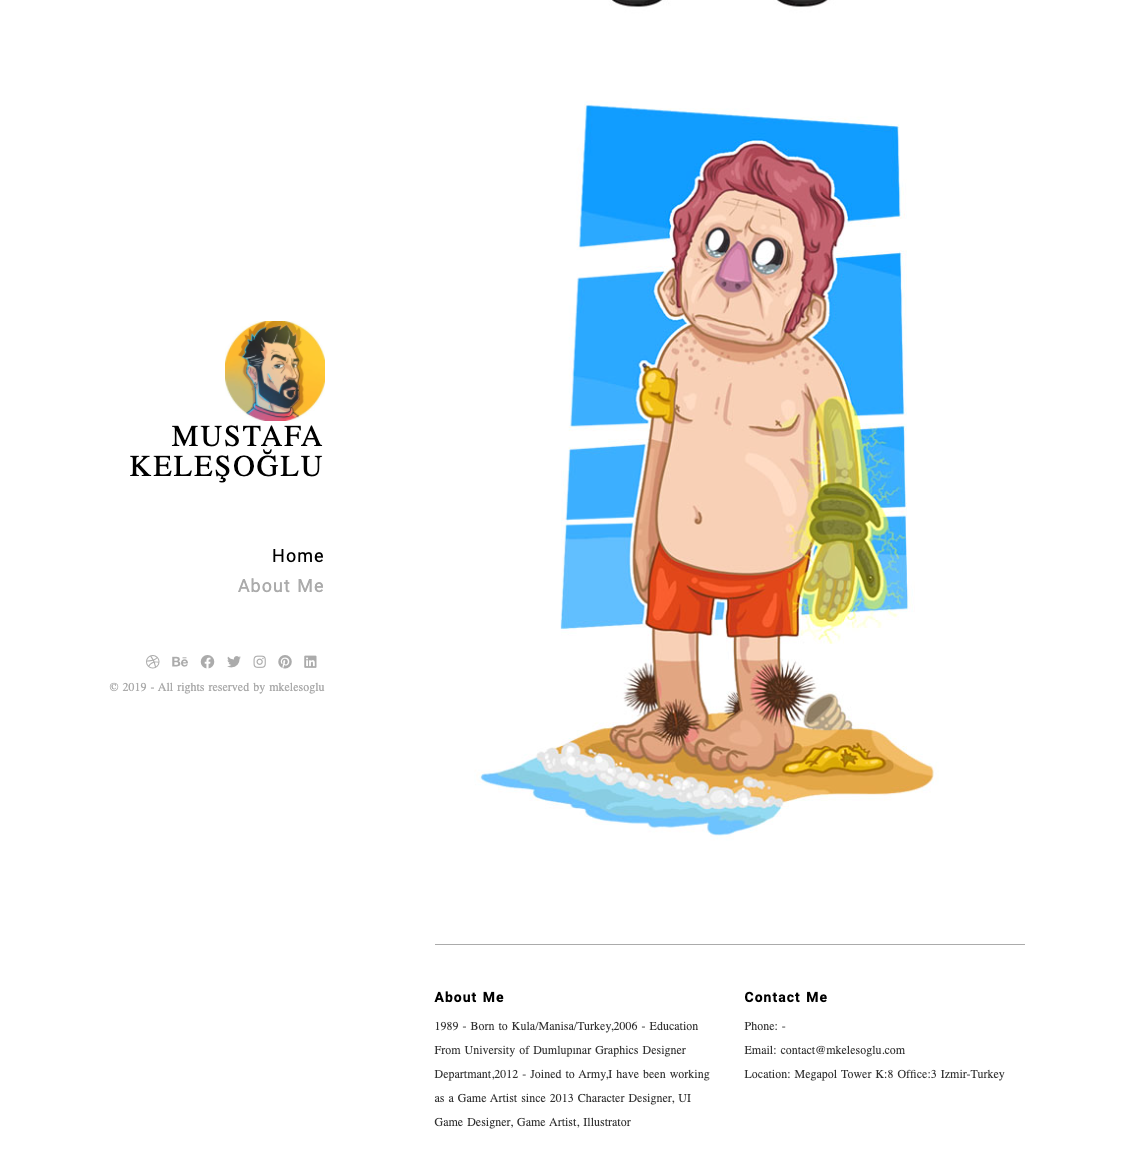 MUSTAFA
KELEŞOĞLU
Home
About Me
Bē
© 2019 - All rights reserved by mkelesoglu
About Me
1989 - Born to Kula/Manisa/Turkey,2006 - Education
From University of Dumlupınar Graphics Designer
Departmant,2012 - Joined to Army,I have been working
as a Game Artist since 2013 Character Designer, UI
Game Designer, Game Artist, Illustrator
Contact Me
Phone: -
Email: contact@mkelesoglu.com
Location: Megapol Tower K:8 Office:3 Izmir-Turkey